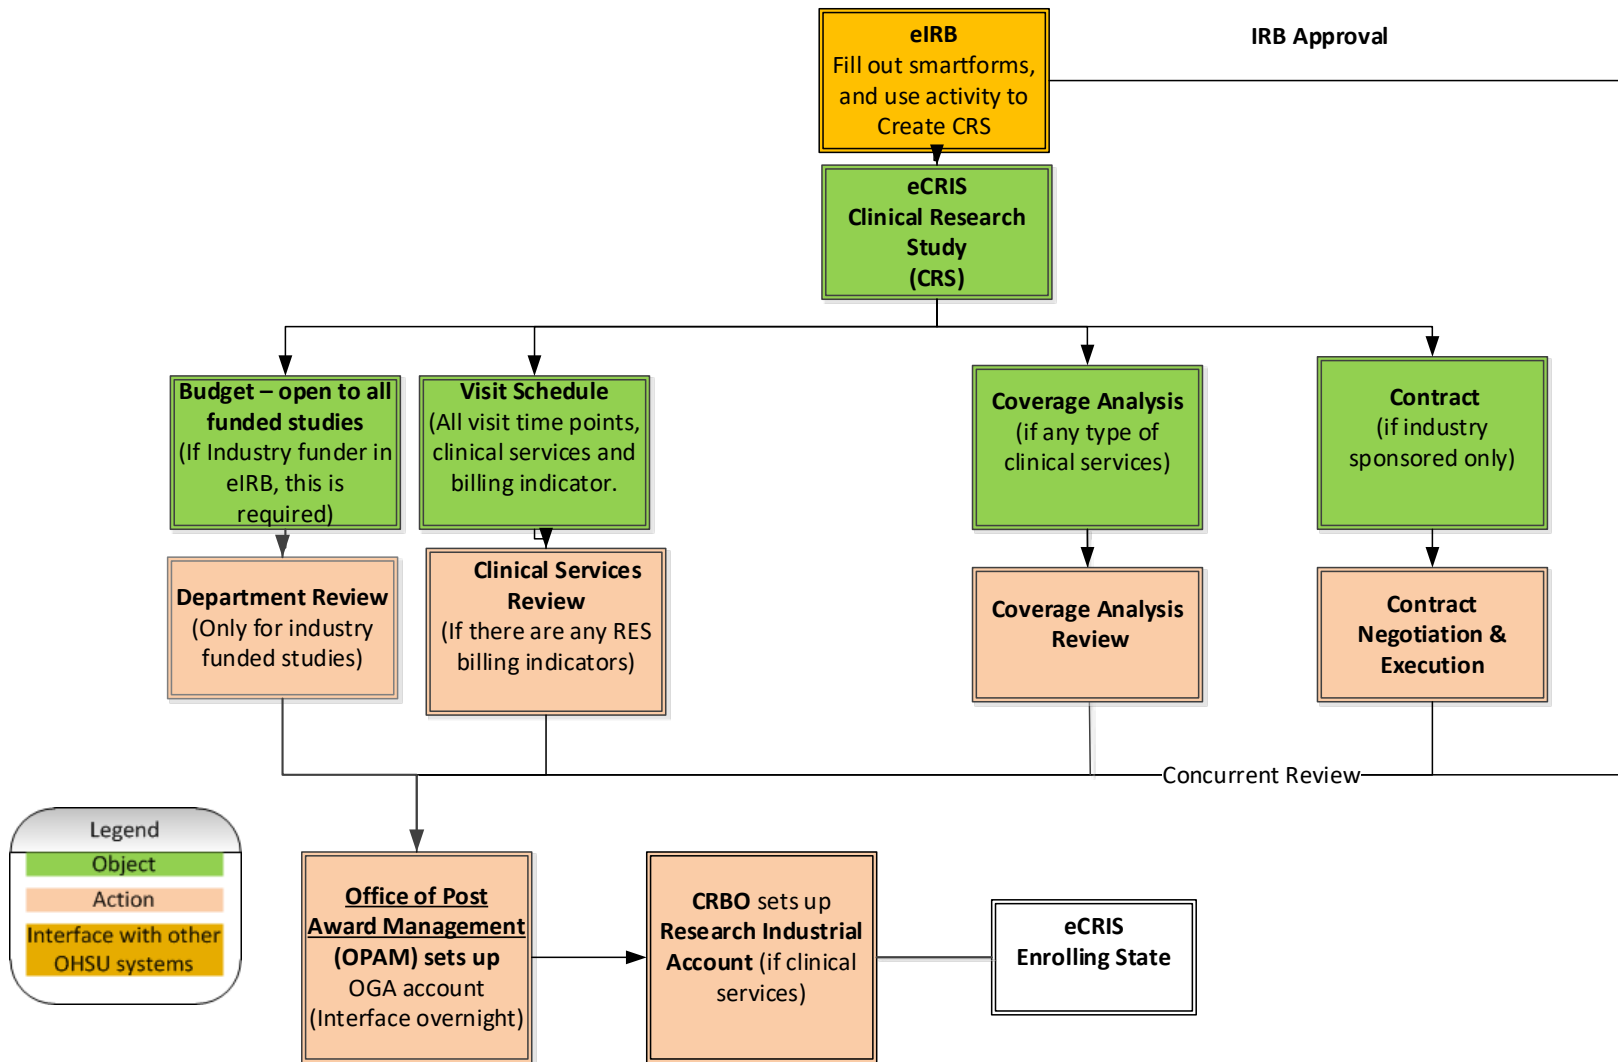 eIRB
Fill out smartforms,
and use activity to
Create CRS
IRB Approval
eCRIS
Clinical Research
Study
(CRS)
Budget – open to all
funded studies
(If Industry funder in
eIRB, this is
required)
Visit Schedule
(All visit time points,
clinical services and
billing indicator.
Coverage Analysis
(if any type of
clinical services)
Contract
(if industry
sponsored only)
Department Review
(Only for industry
funded studies)
Clinical Services
Review
(If there are any RES
billing indicators)
Coverage Analysis
Review
Contract
Negotiation &
Execution
Concurrent Review
Legend
Object
Action
Interface with other
OHSU systems
Office of Post
Award Management
(OPAM) sets up
OGA account
(Interface overnight)
CRBO sets up
Research Industrial
Account (if clinical
services)
eCRIS
Enrolling State